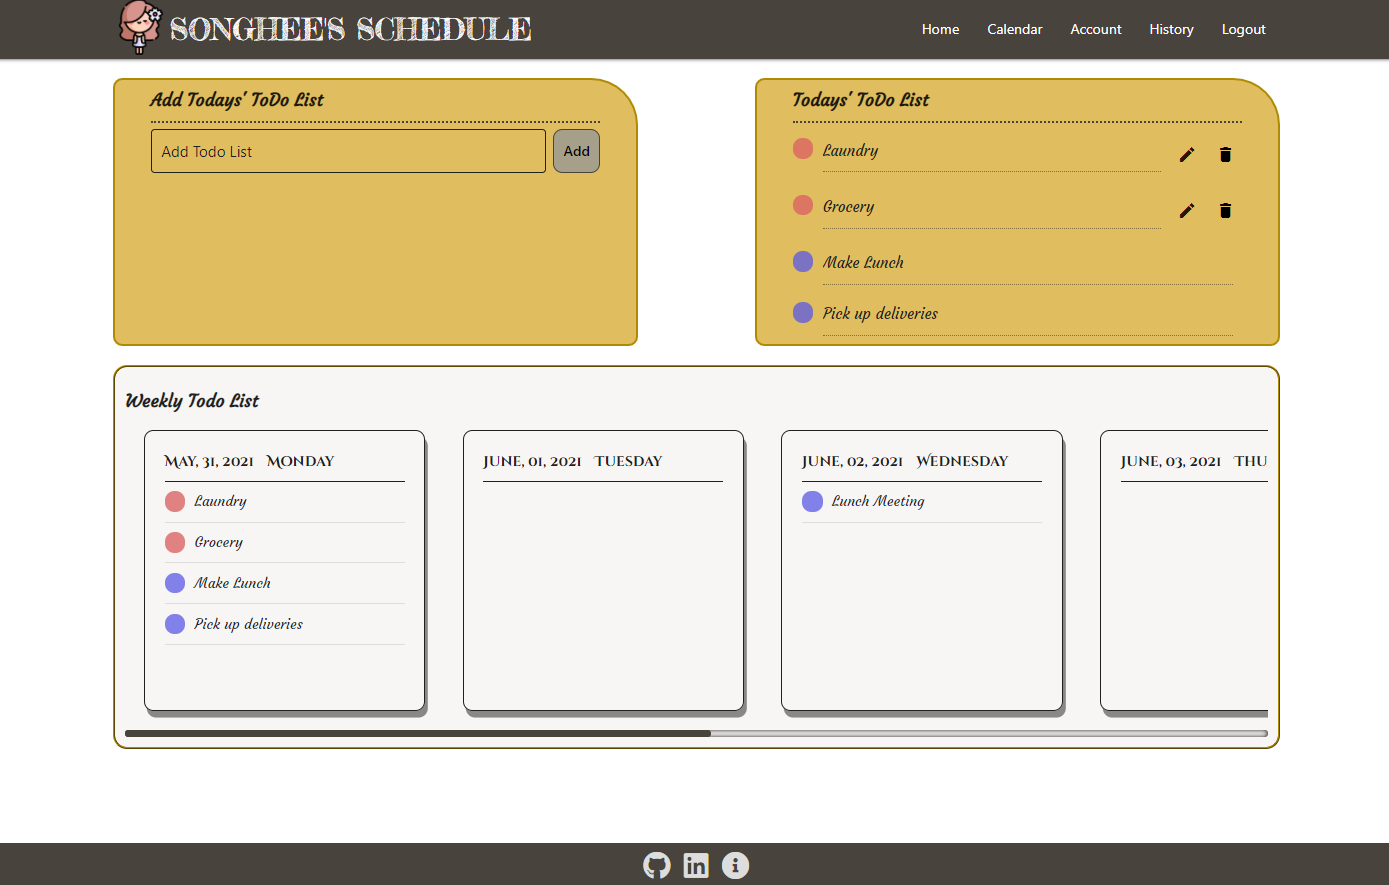 SONGHEE'S SCHEDULE
Home Calendar Account History Logout
Add Todays' ToDo List
Add Todo List
Add
Todays' ToDo List
Laundry
Grocery
Make Lunch
Pick up deliveries
Weekly Todo List
May, 31, 2021 Monday
Laundry
Grocery
Make Lunch
Pick up deliveries
June, 01, 2021 Tuesday
June, 02, 2021 Wednesday
Lunch Meeting
June, 03, 2021 Thu
in
i